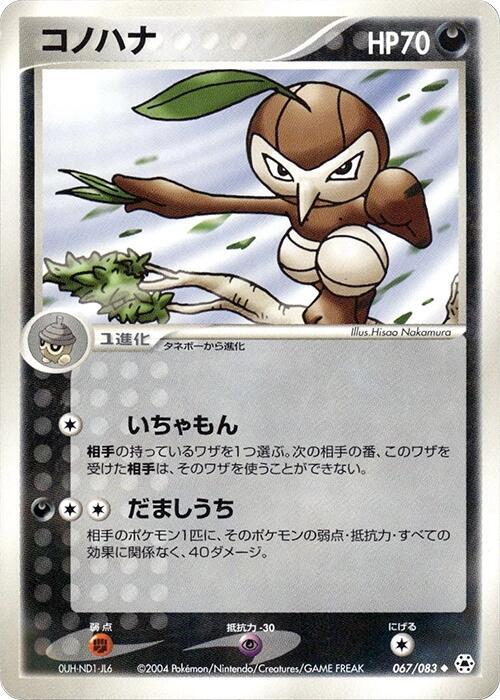 コノハナ
HP70
Illus.Hisao Nakamura
1進化
タネボーから進化
いちゃもん
相手の持っているワザを1つ選ぶ。次の相手の番、このワザを
受けた相手は、そのワザを使うことができない。
だましうち
相手のポケモン1匹に、そのポケモンの弱点・抵抗力・すべての
効果に関係なく、40ダメージ。
弱点
抵抗力 -30
にげる
0UH-ND1-JL6
©2004 Pokémon/Nintendo/Creatures/GAME FREAK
067/083